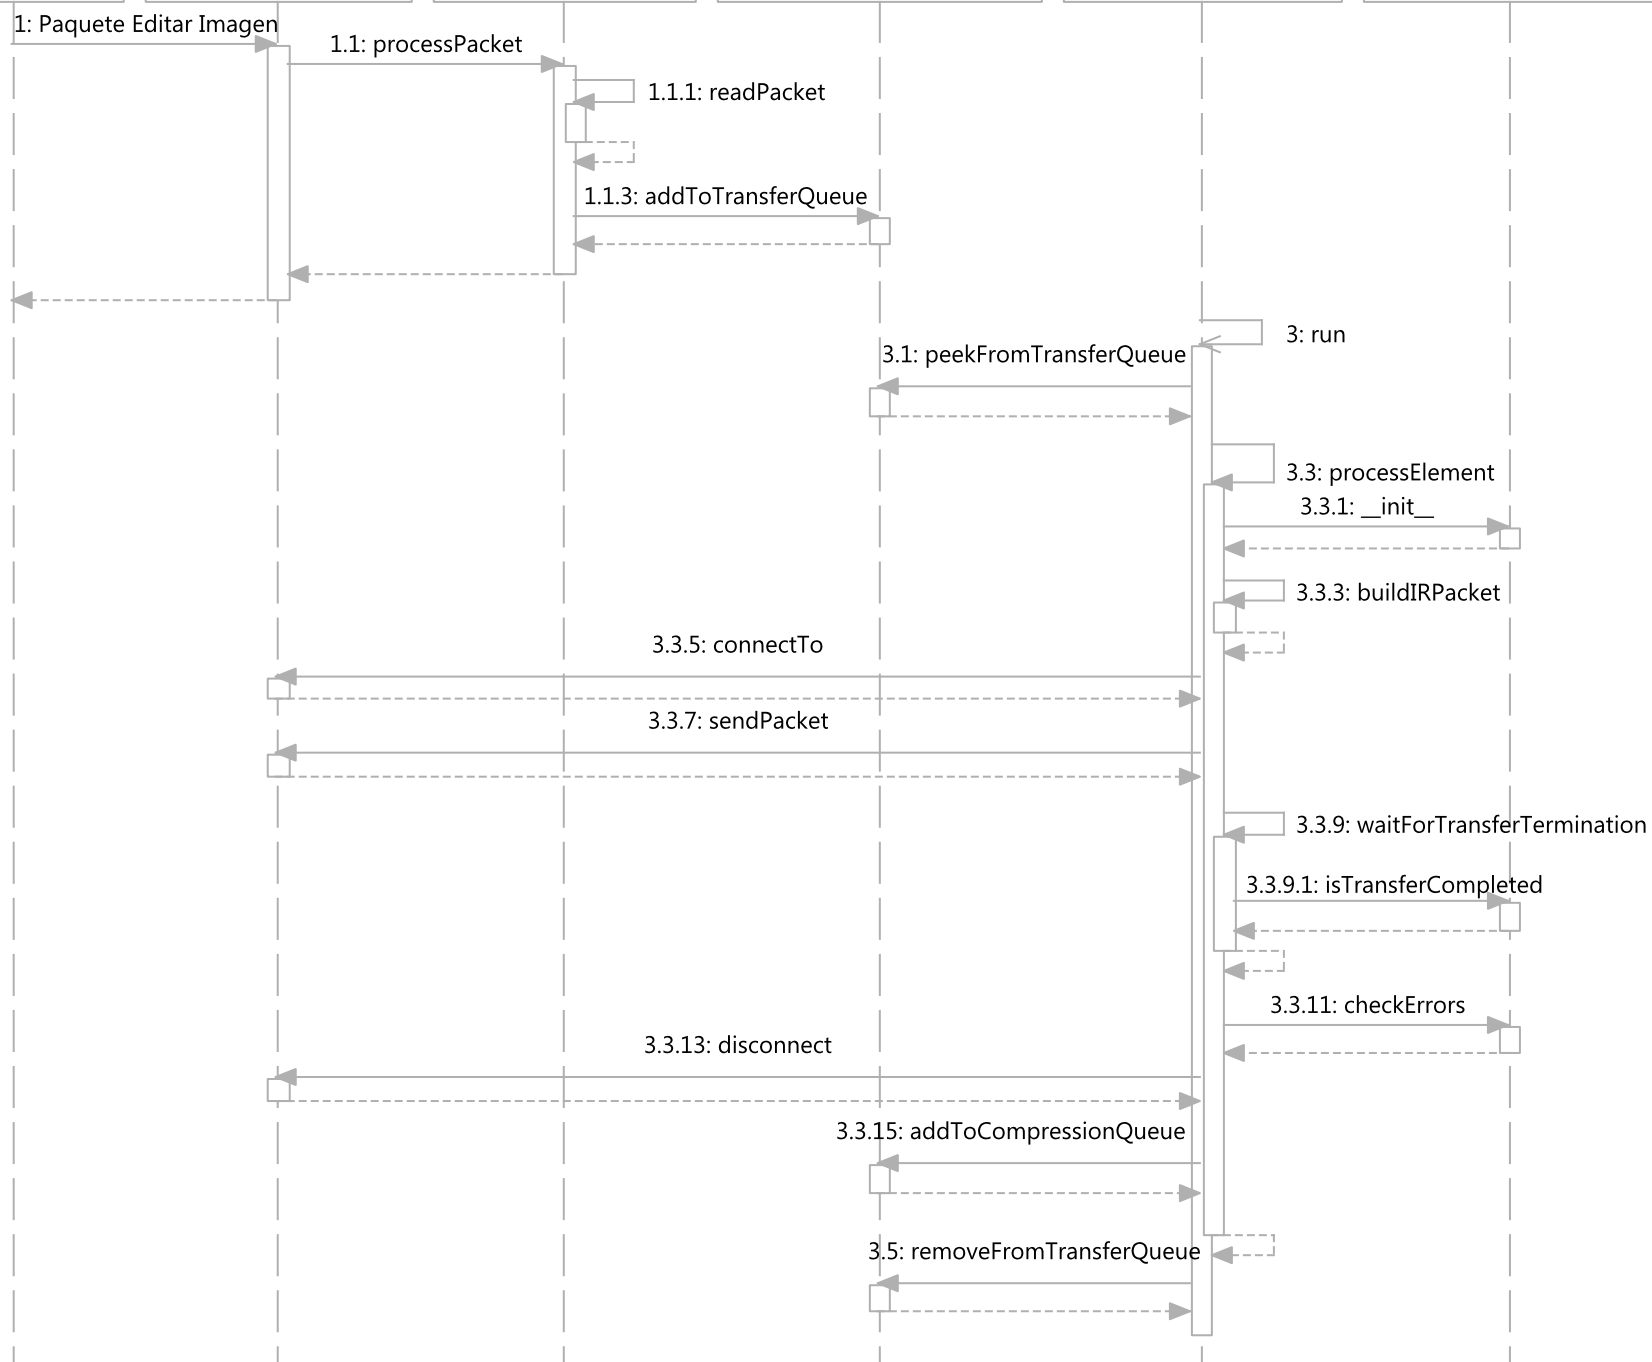 1: Paquete Editar Imagen
1.1: processPacket
1.1.1: readPacket
1.1.3: addToTransferQueue
3: run
3.1: peekFromTransferQueue
3.3: processElement
3.3.1: __init__
3.3.3: buildIRPacket
3.3.5: connectTo
3.3.7: sendPacket
3.3.9: waitForTransferTermination
3.3.9.1: isTransferCompleted
3.3.11: checkErrors
3.3.13: disconnect
3.3.15: addToCompressionQueue
3.5: removeFromTransferQueue